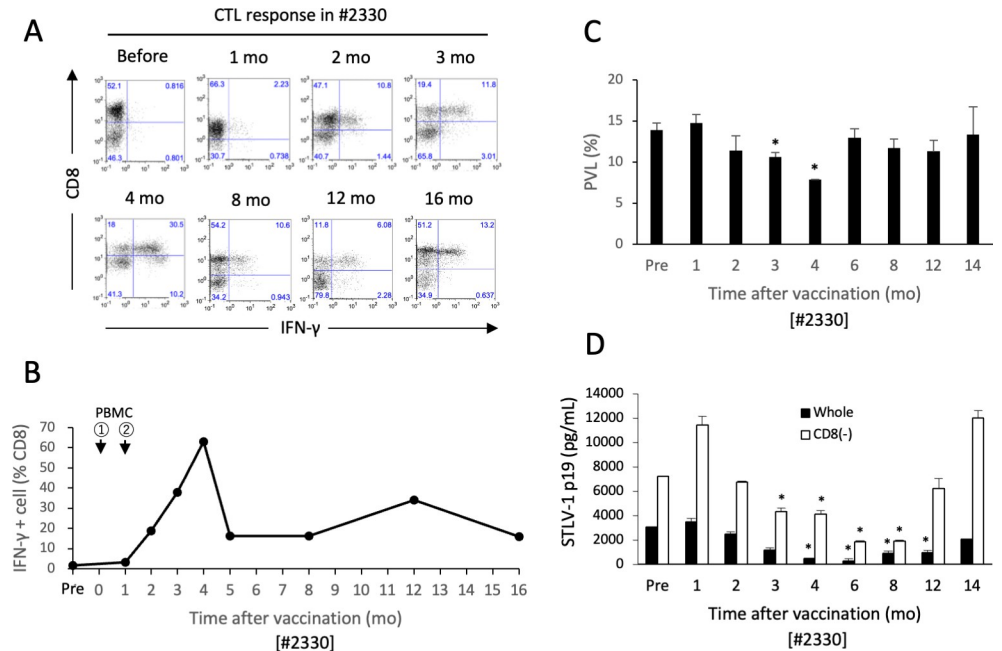 A
CTL response in #2330
Before
1 mo
2 mo
3 mo
52.1 0.816
46.3 0.801
66.3 2.23
30.7 0.738
47.1 10.8
40.7 1.44
19.4 11.8
65.8 3.01
4 mo
8 mo
12 mo
16 mo
18 30.5
41.3 10.2
54.2 10.6
34.2 0.943
11.8 6.08
79.8 2.28
51.2 13.2
34.9 0.637
CD8
IFN-γ
B
PBMC
① ②
IFN-γ + cell (% CD8)
70
60
50
40
30
20
10
0
Pre 0 1 2 3 4 5 6 7 8 9 10 11 12 13 14 15 16
Time after vaccination (mo)
[#2330]
C
PVL (%)
20
15
10
5
0
* *
Pre 1 2 3 4 6 8 12 14
Time after vaccination (mo)
[#2330]
D
STLV-1 p19 (pg/mL)
14000
12000
10000
8000
6000
4000
2000
0
Whole
CD8(-)
* * * * * * * *
Pre 1 2 3 4 6 8 12 14
Time after vaccination (mo)
[#2330]